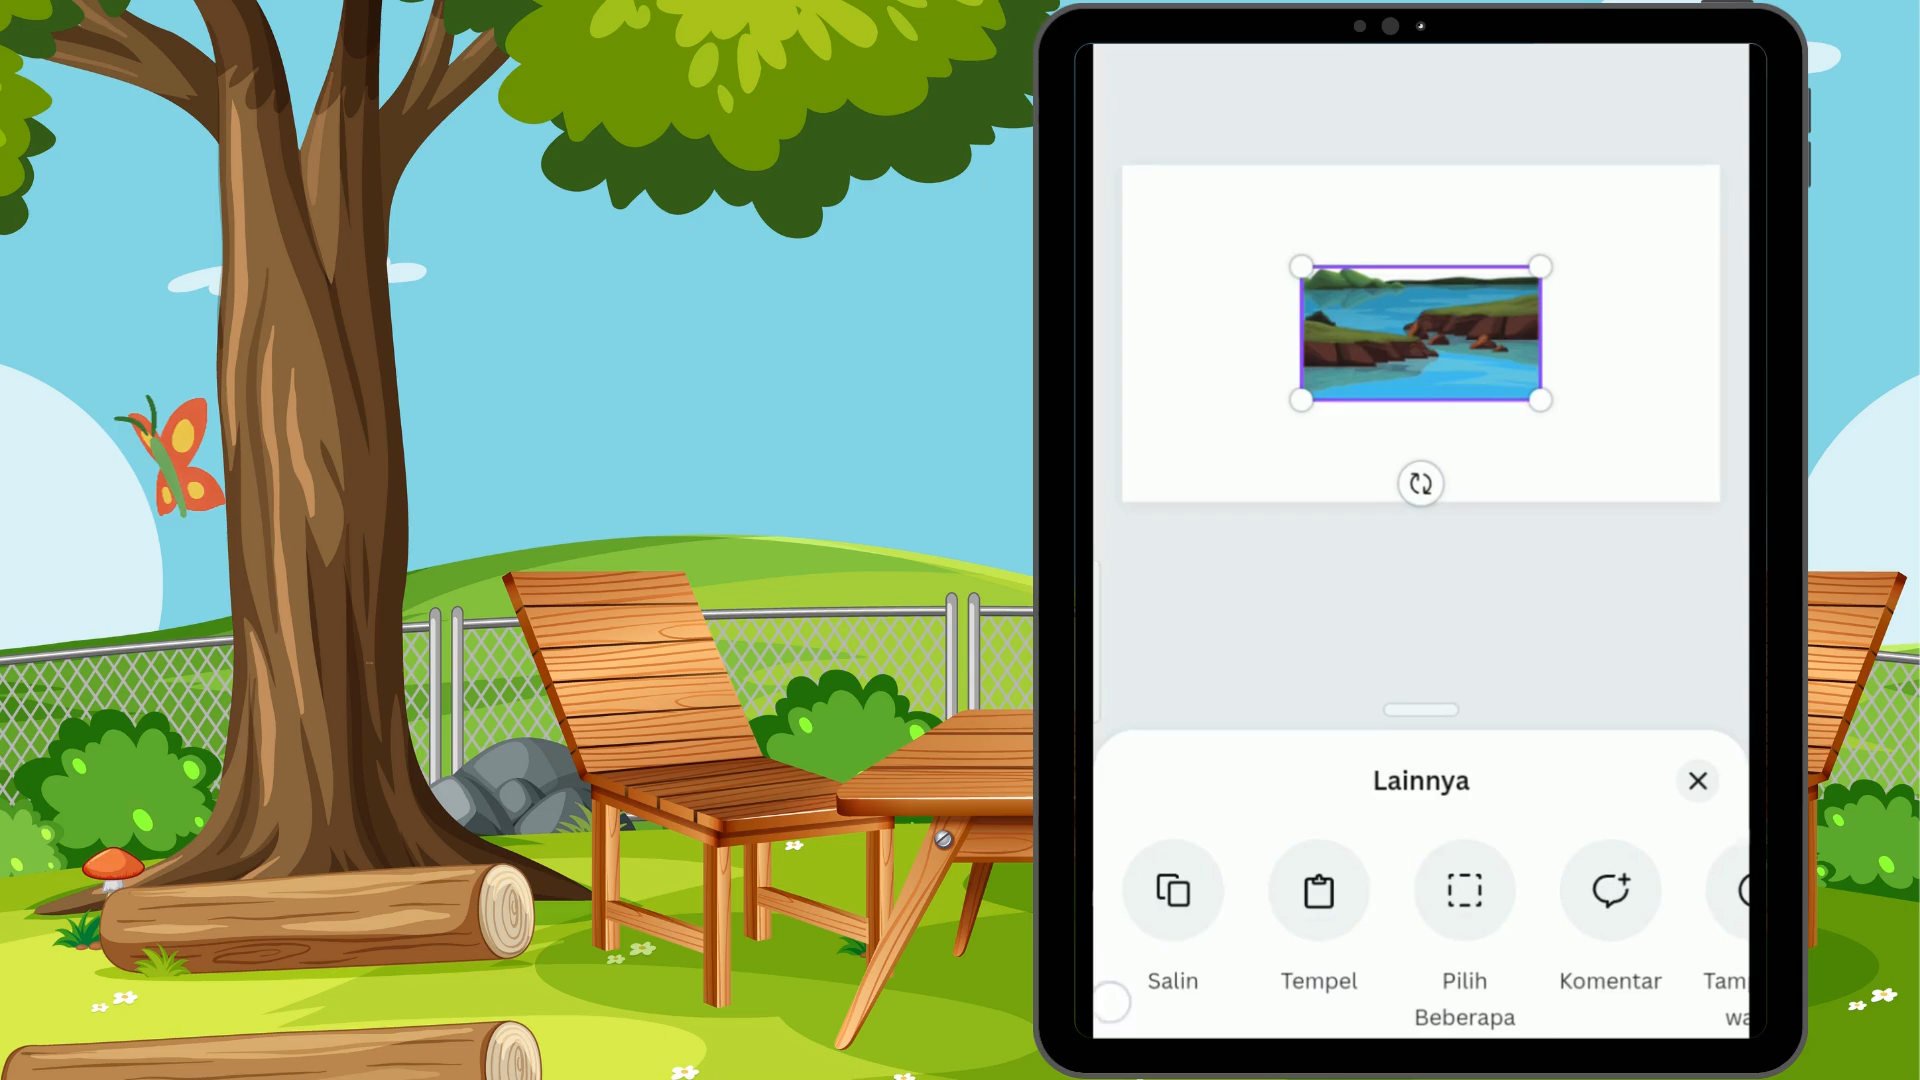 Lainnya
Salin
Tempel
Pilih
Beberapa
Komentar